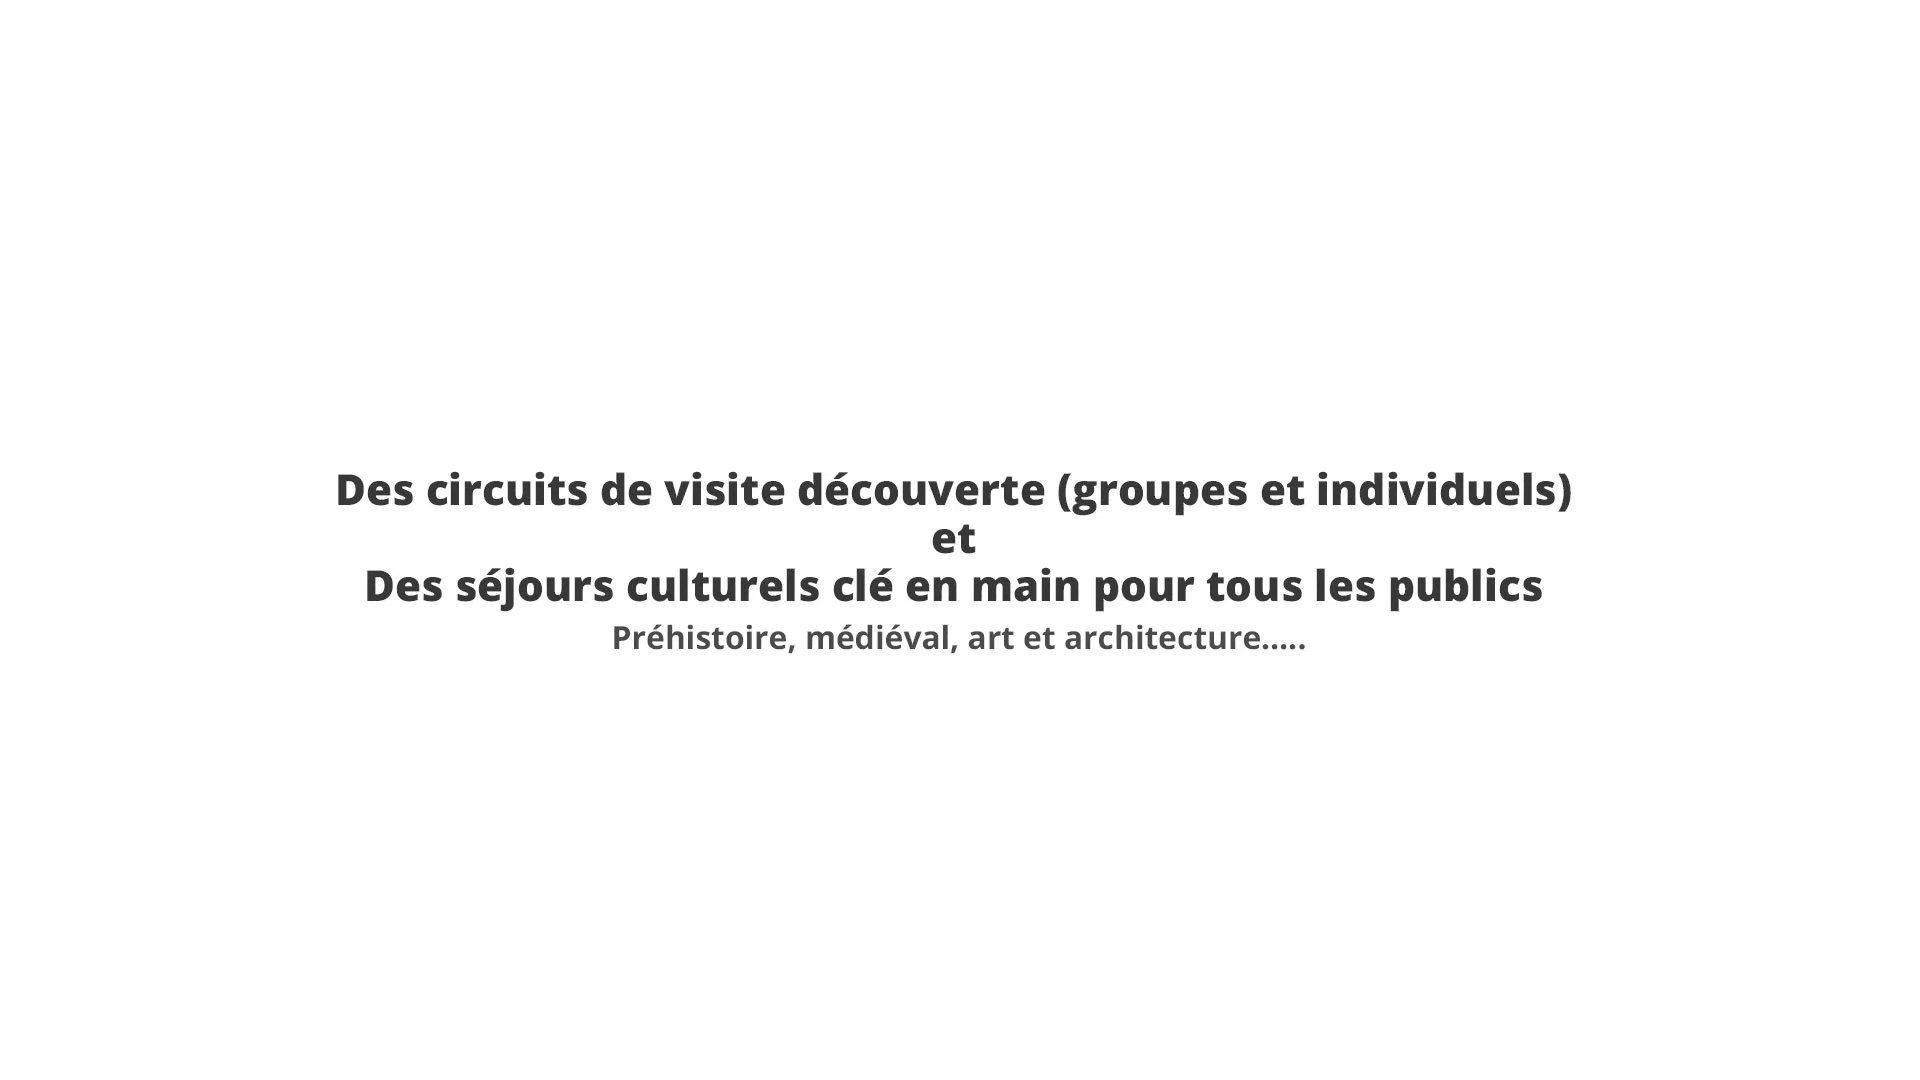 Des circuits de visite découverte (groupes et individuels)
et
Des séjours culturels clé en main pour tous les publics
Préhistoire, médiéval, art et architecture.....